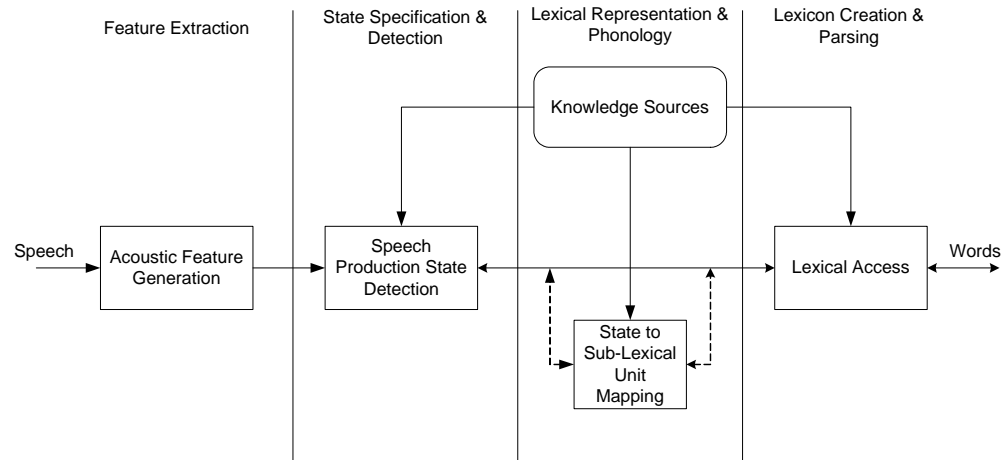 Feature Extraction
State Specification &
Detection
Lexical Representation &
Phonology
Lexicon Creation &
Parsing
Knowledge Sources
Speech
Acoustic Feature
Generation
Speech
Production State
Detection
Lexical Access
Words
State to
Sub-Lexical
Unit
Mapping